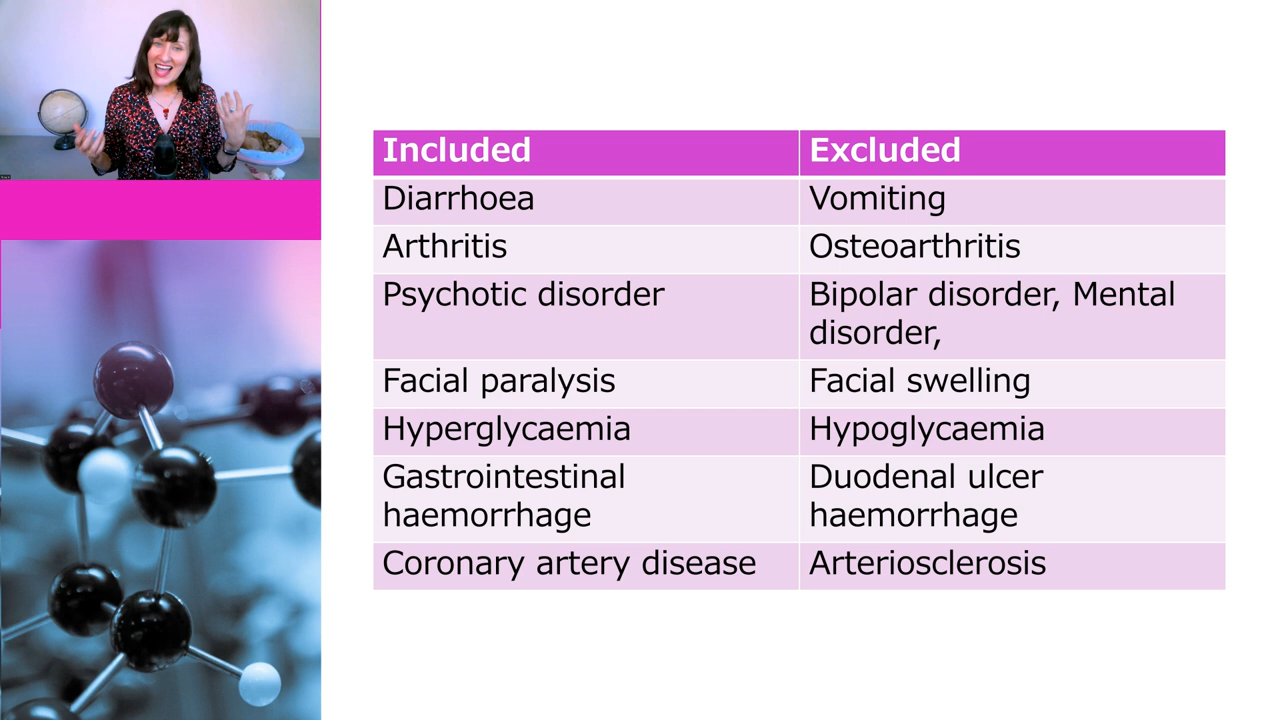 Included
Excluded
Diarrhoea
Vomiting
Arthritis
Osteoarthritis
Psychotic disorder
Bipolar disorder, Mental
disorder,
Facial paralysis
Facial swelling
Hyperglycaemia
Hypoglycaemia
Gastrointestinal
haemorrhage
Duodenal ulcer
haemorrhage
Coronary artery disease
Arteriosclerosis